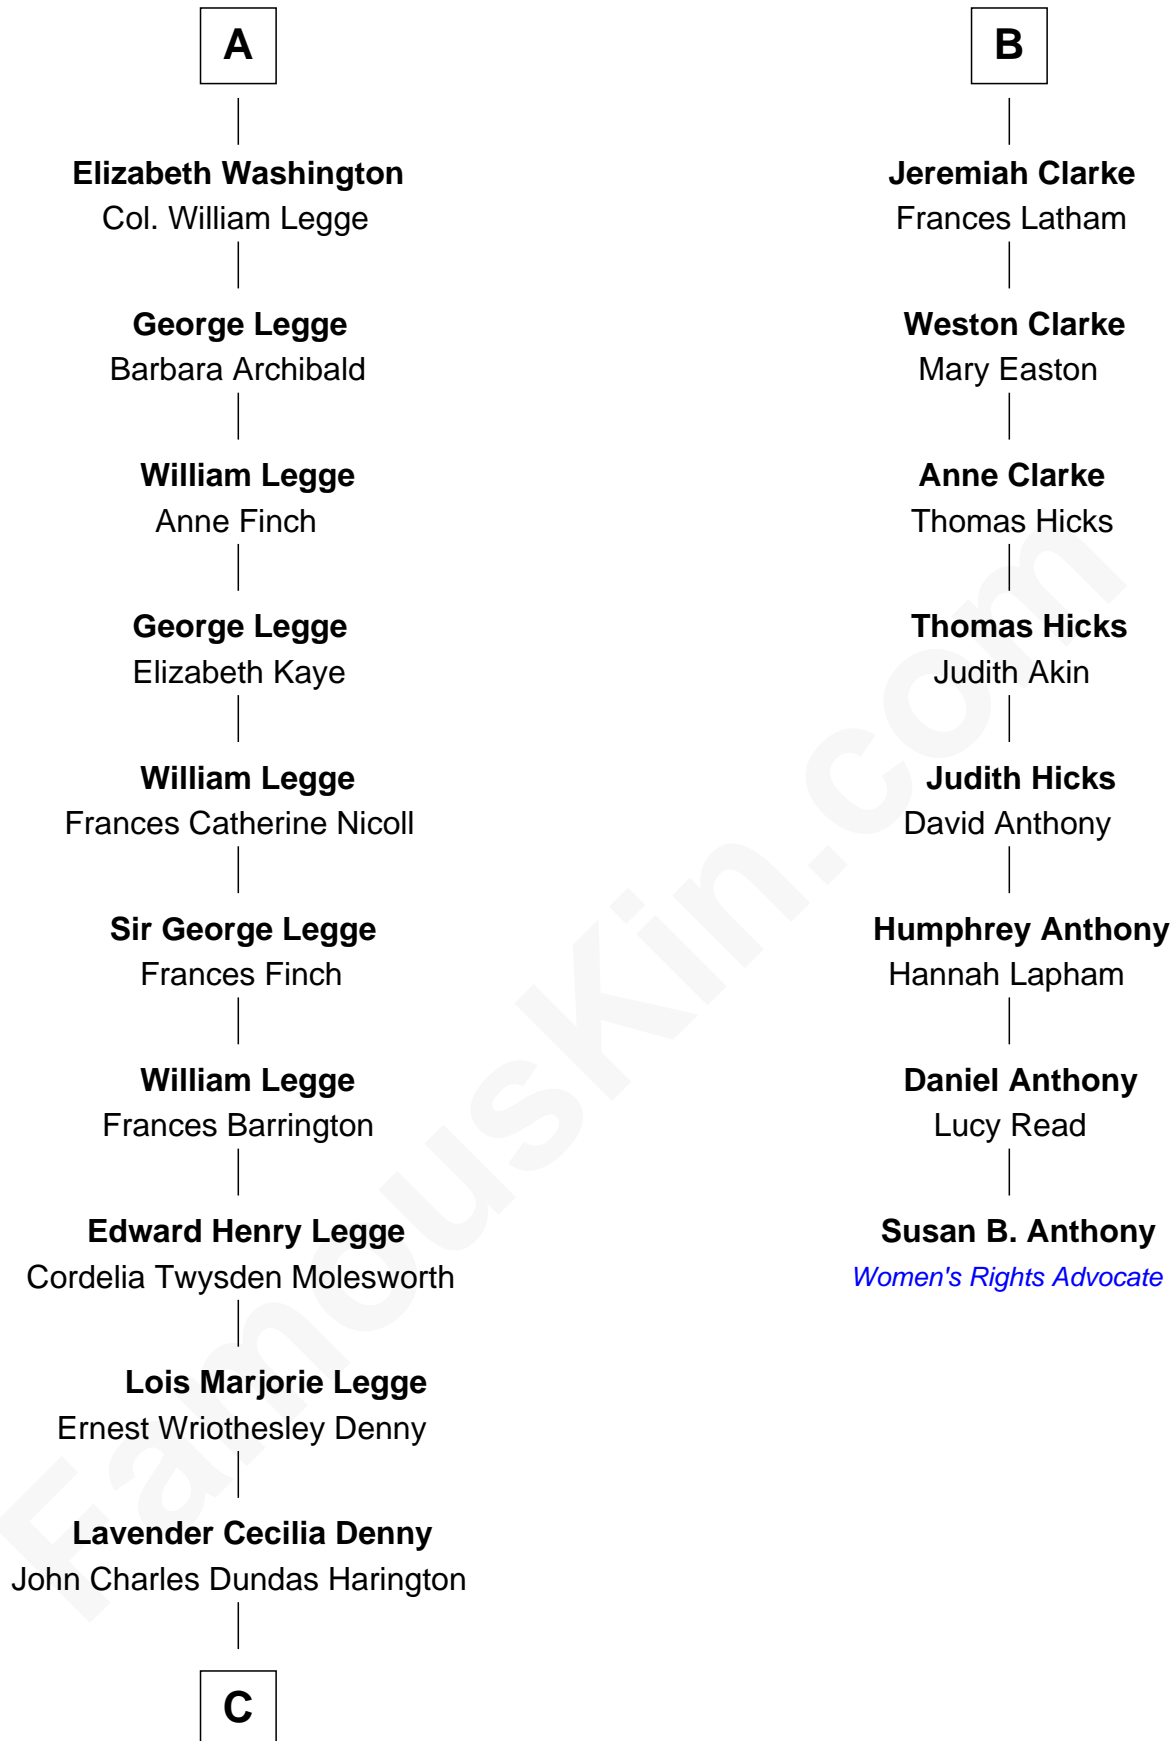 A
Elizabeth Washington
Col. William Legge
George Legge
Barbara Archibald
William Legge
Anne Finch
George Legge
Elizabeth Kaye
William Legge
Frances Catherine Nicoll
Sir George Legge
Frances Finch
William Legge
Frances Barrington
Edward Henry Legge
Cordelia Twysden Molesworth
Lois Marjorie Legge
Ernest Wriothesley Denny
Lavender Cecilia Denny
John Charles Dundas Harington
C
B
Jeremiah Clarke
Frances Latham
Weston Clarke
Mary Easton
Anne Clarke
Thomas Hicks
Thomas Hicks
Judith Akin
Judith Hicks
David Anthony
Humphrey Anthony
Hannah Lapham
Daniel Anthony
Lucy Read
Susan B. Anthony
Women's Rights Advocate
FamousKin.com